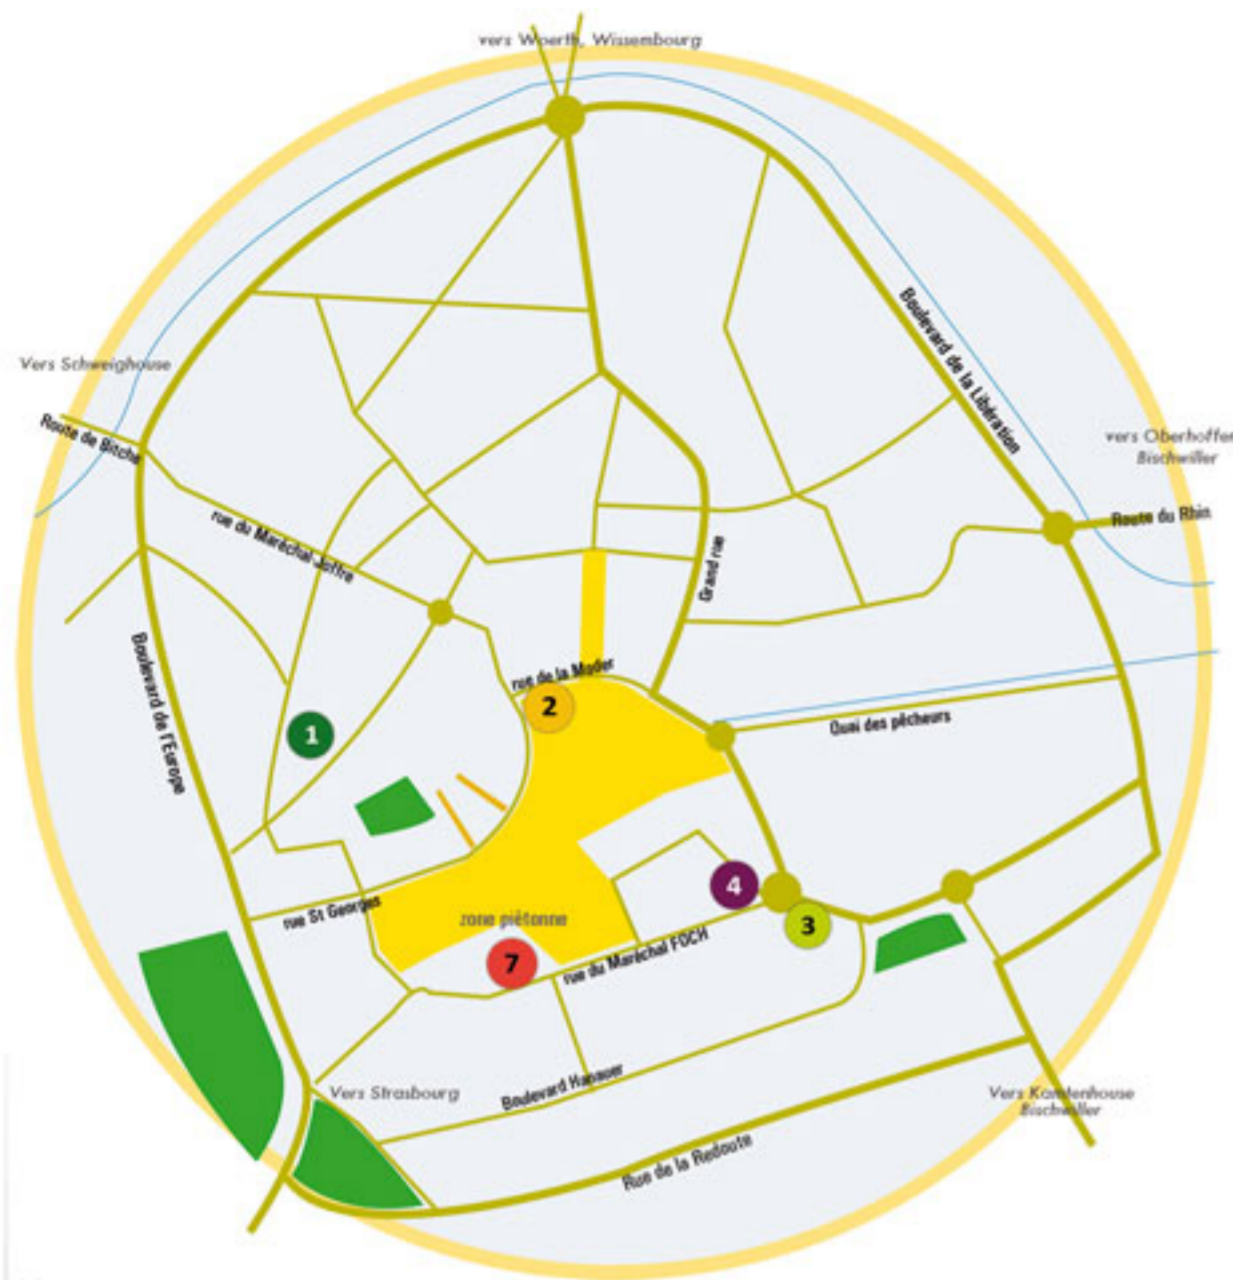 vers Woerth, Wissembourg
Boulevard de la Libération
Vers Schweighouse
Route de Bitche
vers Oberhoffen
Bischwiller
Route du Rhin
rue du Maréchal Joffre
Grand rue
Boulevard de l'Europe
rue de la Moder
2
1
Quai des pêcheurs
4
rue St Georges
zone piétonne
3
7
rue du Maréchal FOCH
Vers Strasbourg
Boulevard Hanauer
Vers Kamtenhouse
Bischwiller
Rue de la Redoute